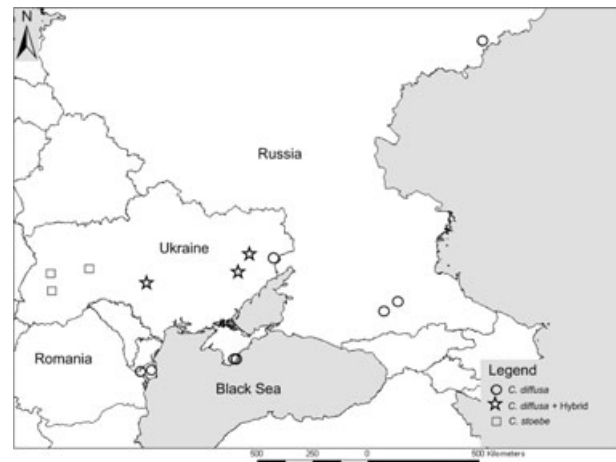 N
Russia
Ukraine
Romania
Black Sea
Legend
C. diffusa
C. diffusa + Hybrid
C. stoebe
500 250 0 500 Kilometers